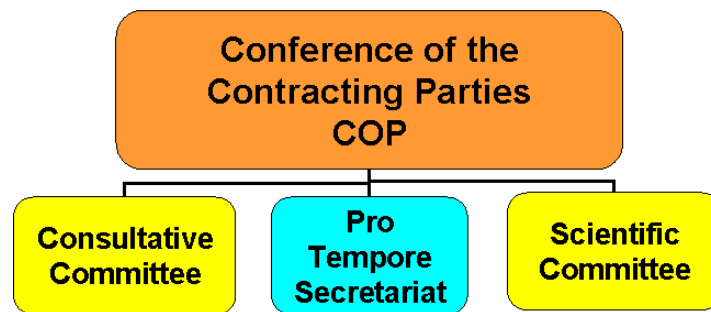 Conference of the
Contracting Parties
COP
Consultative
Committee
Pro
Tempore
Secretariat
Scientific
Committee